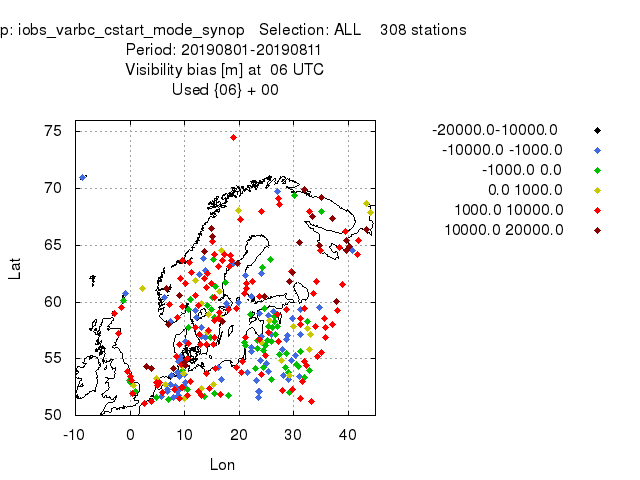 p: iobs_varbc_cstart_mode_synop Selection: ALL 308 stations
Period: 20190801-20190811
Visibility bias [m] at 06 UTC
Used {06} + 00
-20000.0-10000.0
-10000.0 -1000.0
-1000.0 0.0
0.0 1000.0
1000.0 10000.0
10000.0 20000.0
75
70
65
60
55
50
Lat
-10 0 10 20 30 40
Lon